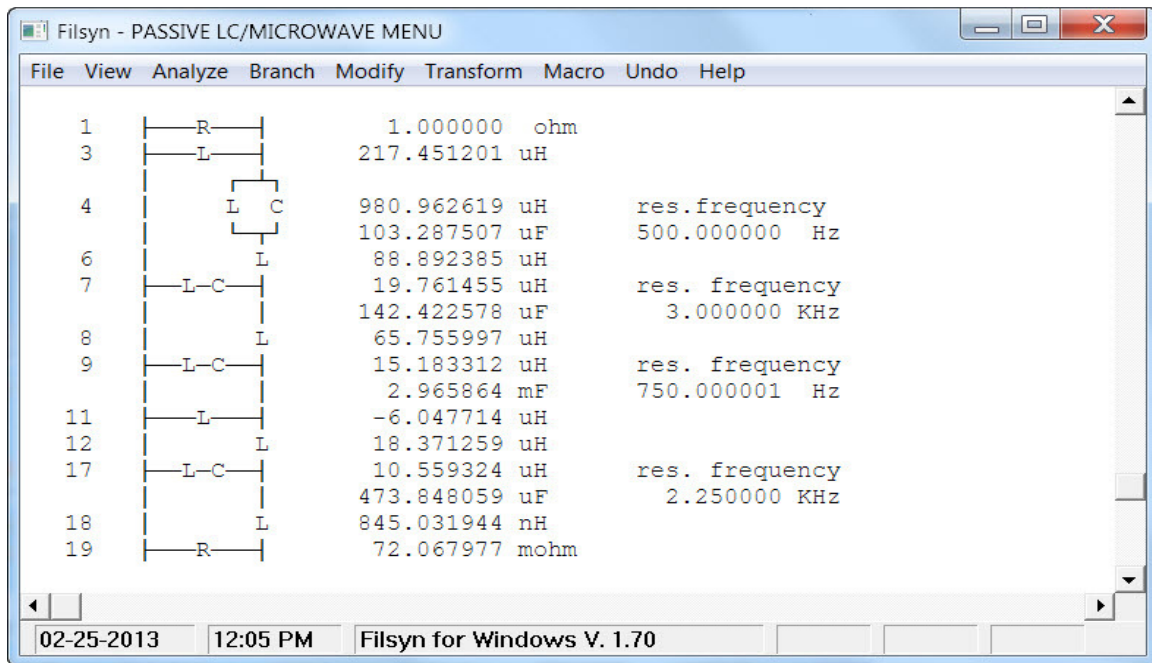 Filsyn - PASSIVE LC/MICROWAVE MENU
File View Analyze Branch Modify Transform Macro Undo Help
1 R 1.000000 ohm
3 L 217.451201 uH
4 L C 980.962619 uH res.frequency
103.287507 uF 500.000000 Hz
6 L 88.892385 uH
7 L-C 19.761455 uH res. frequency
142.422578 uF 3.000000 KHz
8 L 65.755997 uH
9 L-C 15.183312 uH res. frequency
2.965864 mF 750.000001 Hz
11 L -6.047714 uH
12 L 18.371259 uH
17 L-C 10.559324 uH res. frequency
473.848059 uF 2.250000 KHz
18 L 845.031944 nH
19 R 72.067977 mohm
02-25-2013 12:05 PM Filsyn for Windows V. 1.70